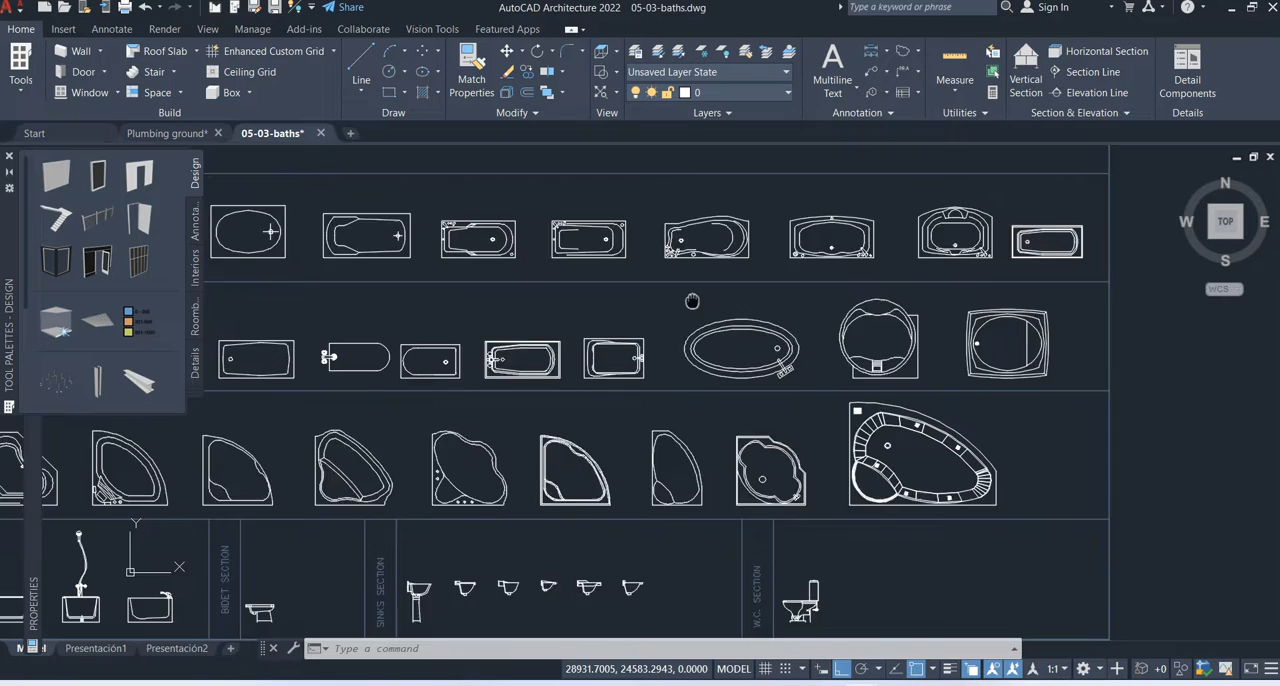 Share
AutoCAD Architecture 2022 05-03-baths.dwg
Type a keyword or phrase
Sign In
Home Insert Annotate Render View Manage Add-ins Collaborate Vision Tools Featured Apps
Tools
Wall
Door
Window
Roof Slab
Stair
Space
Enhanced Custom Grid
Ceiling Grid
Box
Build
Line
Draw
Match Properties
Modify
View
Unsaved Layer State
0
Layers
Multiline Text
Annotation
Measure
Utilities
Vertical Section
Horizontal Section
Section Line
Elevation Line
Section & Elevation
Detail Components
Details
Start
Plumbing ground*
05-03-baths*
TOOL PALETTES - DESIGN
Design
Annota...
Interiors
Roomb...
Details
N
W TOP E
S
WCS
PROPERTIES
Y
X
BIDET SECTION
SINKS SECTION
W.C. SECTION
Presentación1
Presentación2
Type a command
28931.7005, 24583.2943, 0.0000 MODEL
1:1
+0